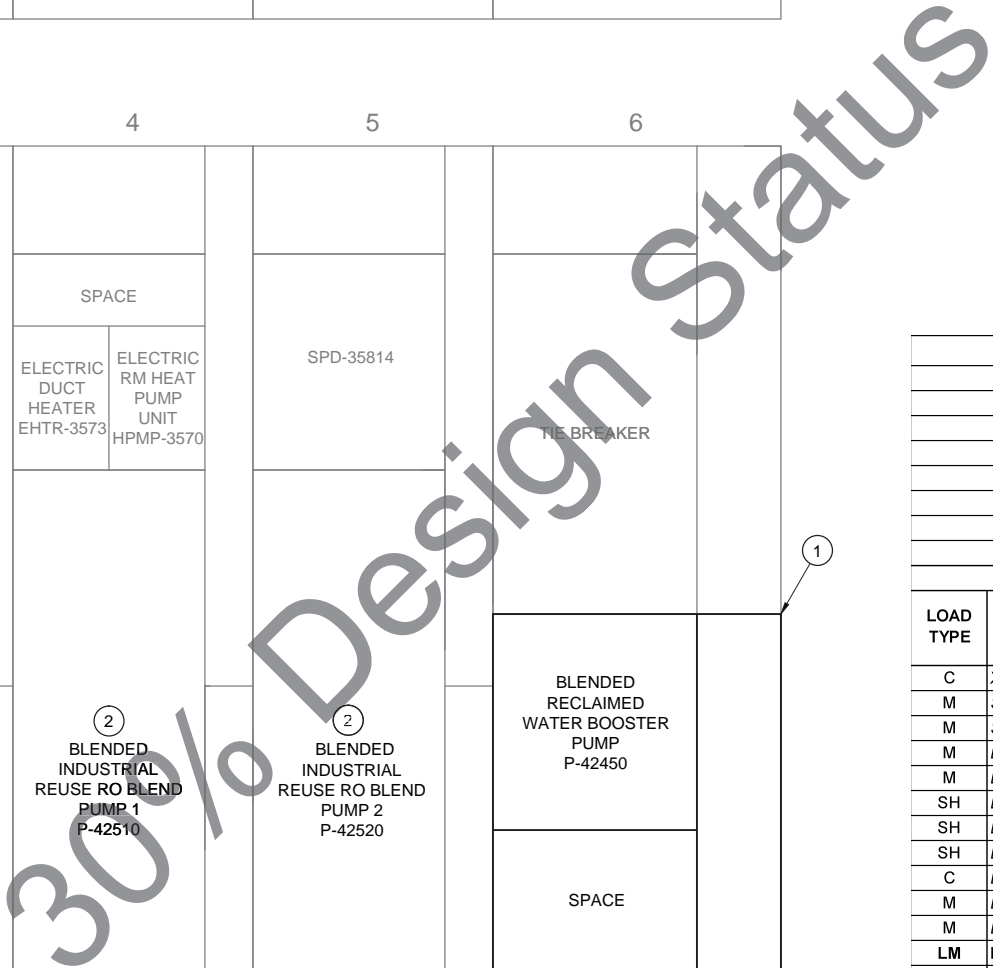 4
5
6
SPACE
ELECTRIC
DUCT
HEATER
EHTR-3573
ELECTRIC
RM HEAT
PUMP
UNIT
HPMP-3570
SPD-35814
TIE BREAKER
1
2
BLENDED
INDUSTRIAL
REUSE RO BLEND
PUMP 1
P-42510
2
BLENDED
INDUSTRIAL
REUSE RO BLEND
PUMP 2
P-42520
BLENDED
RECLAIMED
WATER BOOSTER
PUMP
P-42450
SPACE
30% Design Status
LOAD
TYPE
C
M
M
M
M
SH
SH
SH
C
M
M
LM